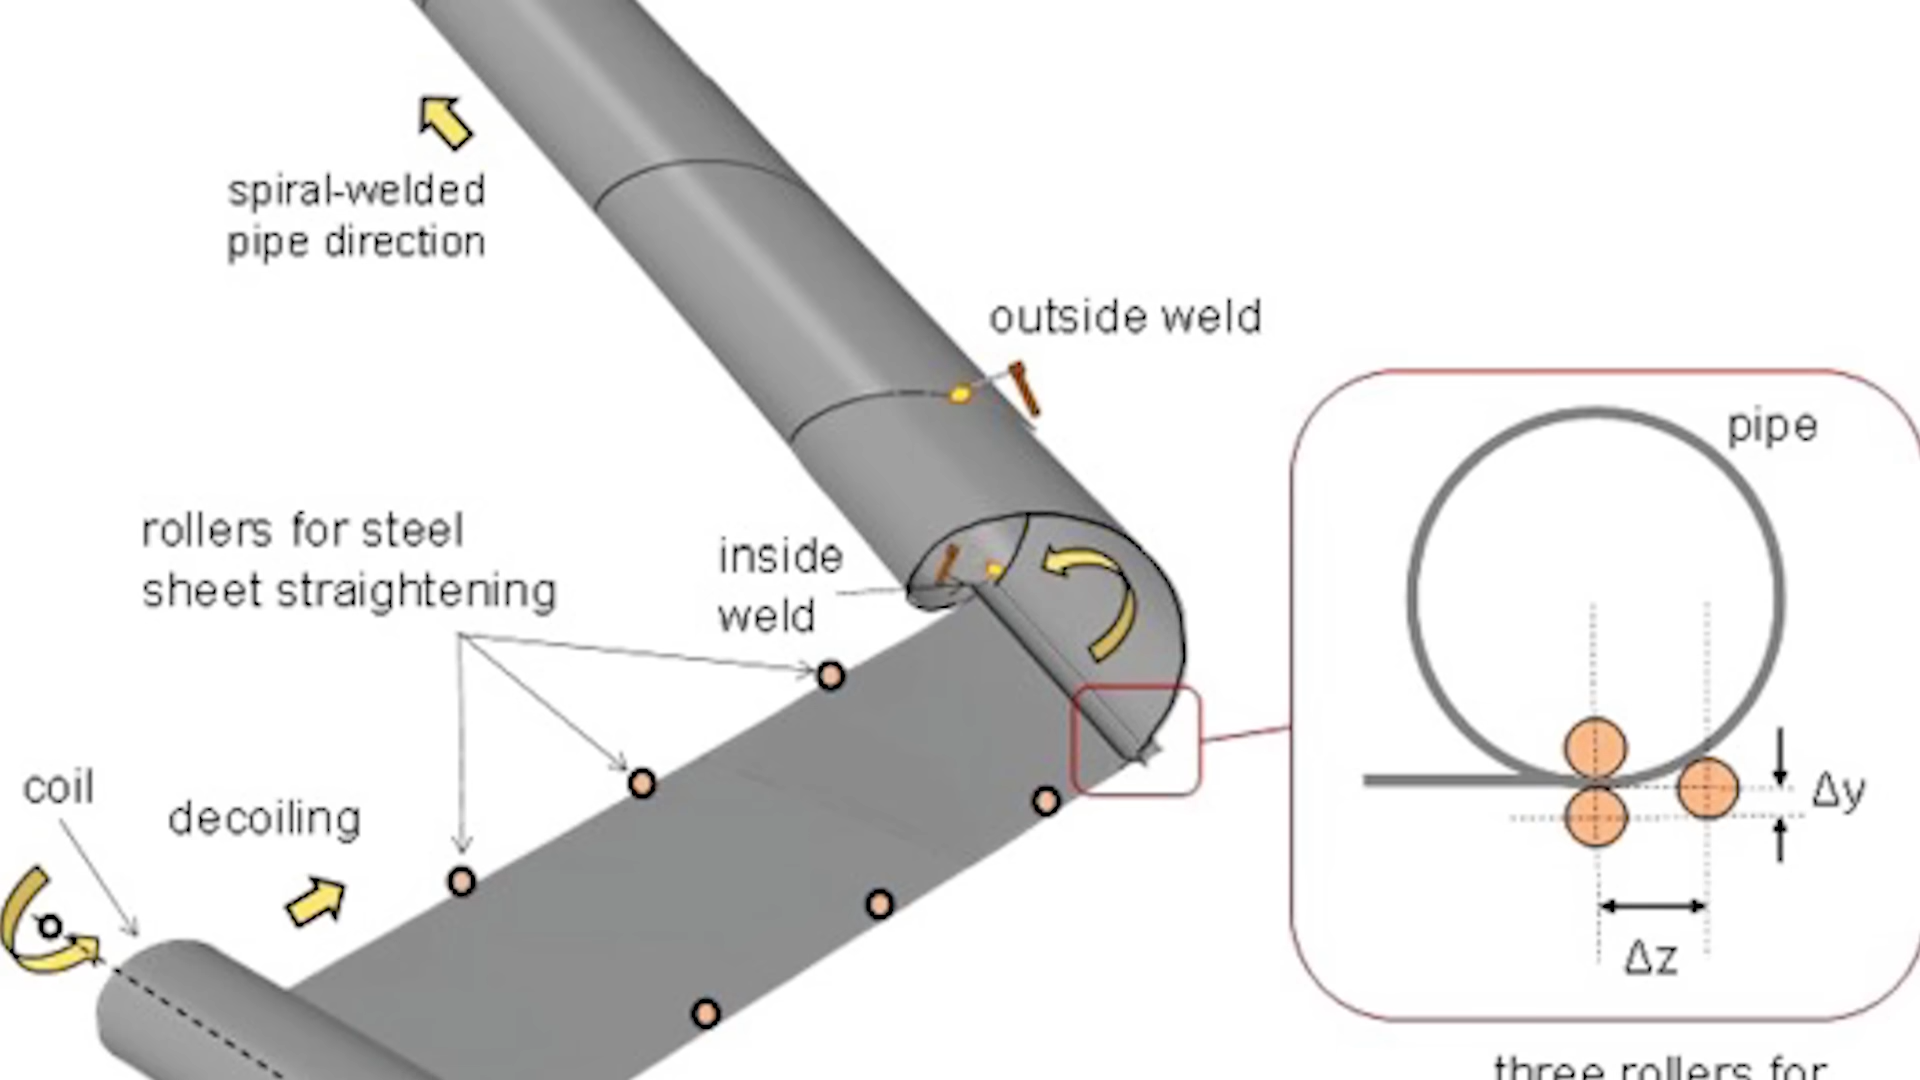 spiral-welded
pipe direction
outside weld
pipe
rollers for steel
sheet straightening
inside
weld
coil
decoiling
Δy
Δz
three rollers for